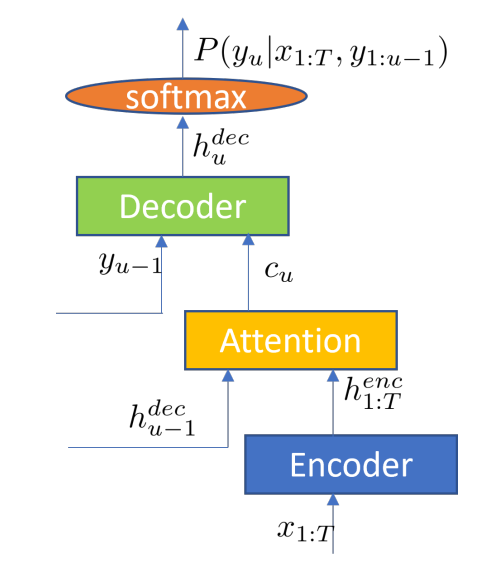 P(y_u|x_{1:T}, y_{1:u-1})
softmax
h_u^{dec}
Decoder
y_{u-1}
c_u
Attention
h_{1:T}^{enc}
h_{u-1}^{dec}
Encoder
x_{1:T}